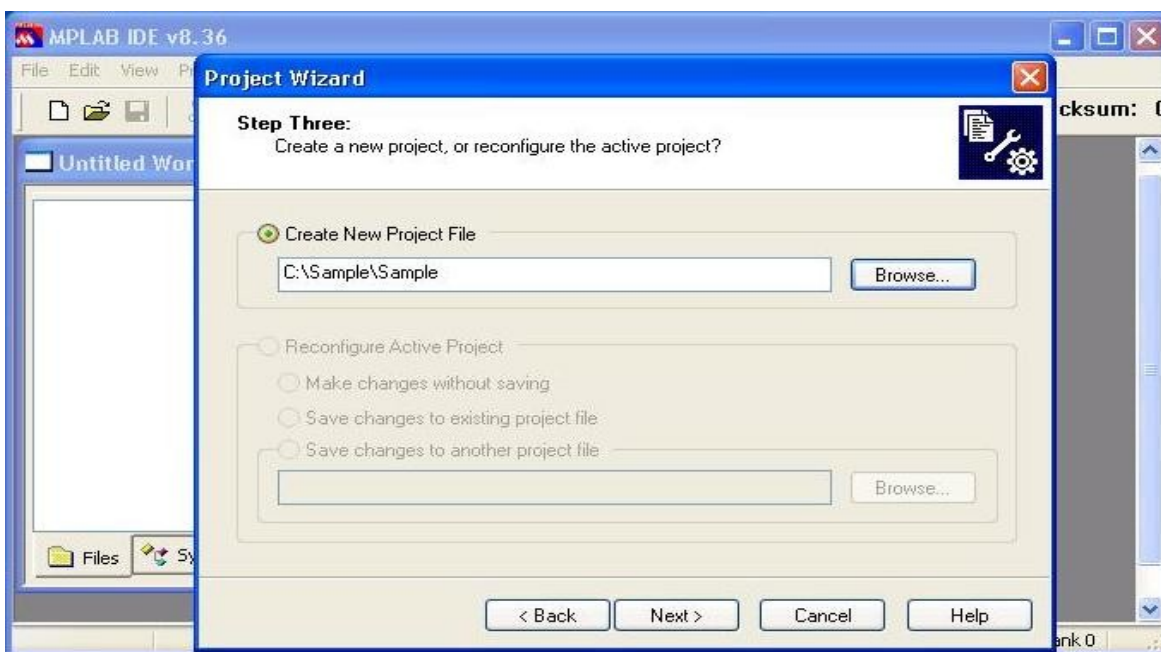 MPLAB IDE v8.36
File Edit View
Project Wizard
Step Three:
Create a new project, or reconfigure the active project?
cksum:
Untitled Wor
Create New Project File
C:\Sample\Sample
Browse...
Reconfigure Active Project
Make changes without saving
Save changes to existing project file
Save changes to another project file
Browse...
Files Sy
< Back Next > Cancel Help
ank 0